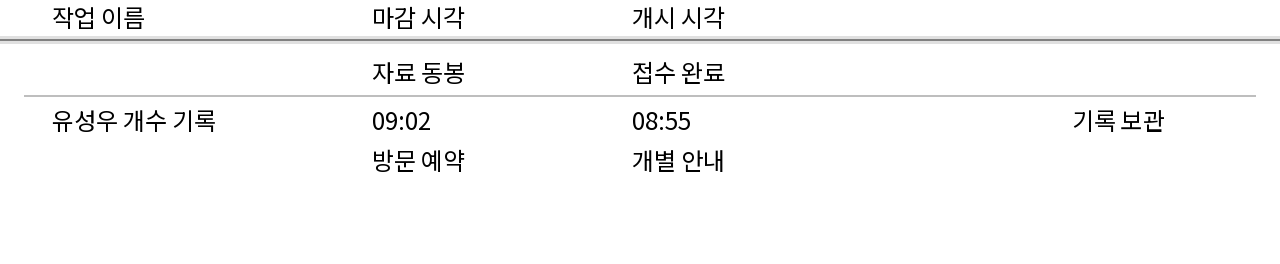 작업 이름 마감 시각 개시 시각
자료 동봉 접수 완료
유성우 개수 기록 09:02 08:55 기록 보관
방문 예약 개별 안내